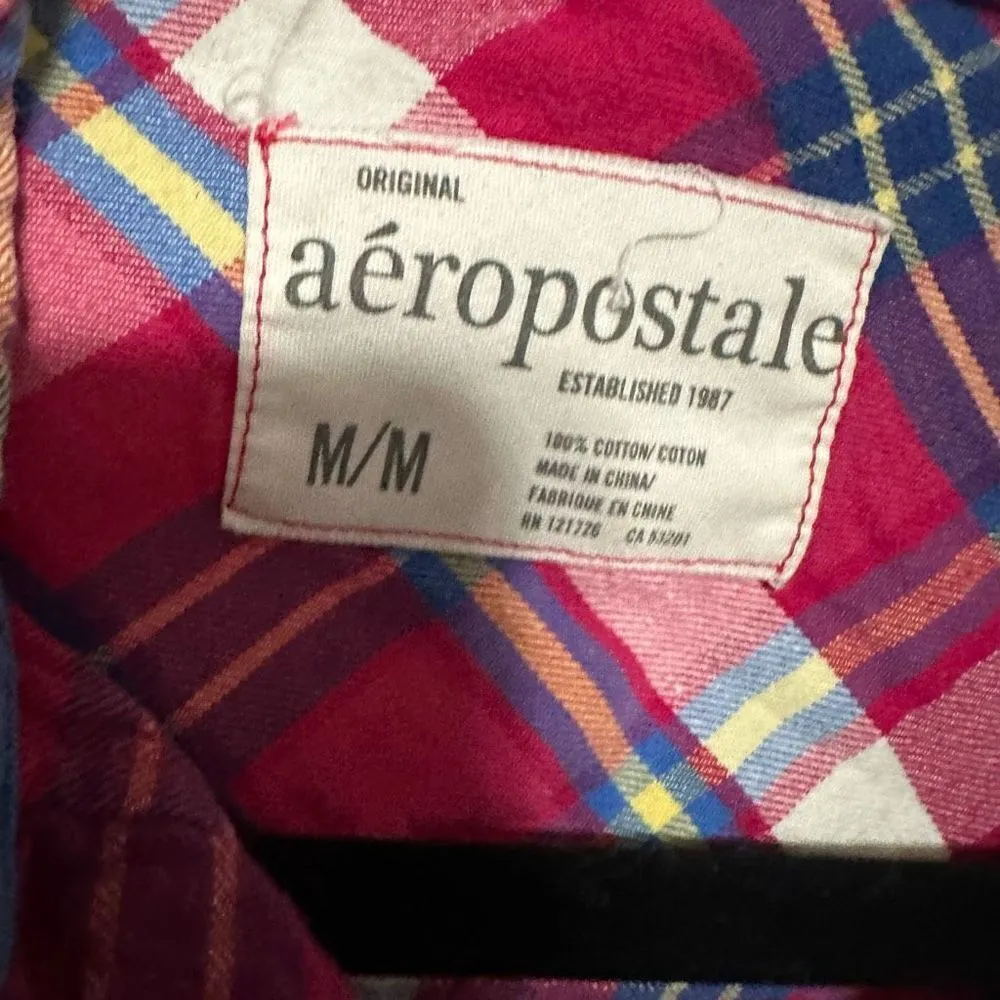 ORIGINAL
aéropostale
ESTABLISHED 1987
M/M
100% COTTON/COTON
MADE IN CHINA/
FABRIQUE EN CHINE
RN 121726 CA 53201